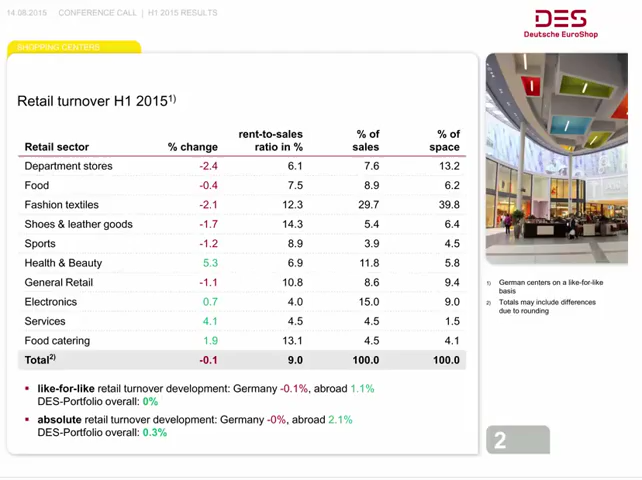 14.08.2015 CONFERENCE CALL | H1 2015 RESULTS
DES
Deutsche EuroShop
SHOPPING CENTERS
Retail turnover H1 2015¹⁾
Retail sector % change rent-to-sales ratio in % % of sales % of space
Department stores -2.4 6.1 7.6 13.2
Food -0.4 7.5 8.9 6.2
Fashion textiles -2.1 12.3 29.7 39.8
Shoes & leather goods -1.7 14.3 5.4 6.4
Sports -1.2 8.9 3.9 4.5
Health & Beauty 5.3 6.9 11.8 5.8
General Retail -1.1 10.8 8.6 9.4
Electronics 0.7 4.0 15.0 9.0
Services 4.1 4.5 4.5 1.5
Food catering 1.9 13.1 4.5 4.1
Total²⁾ -0.1 9.0 100.0 100.0
▪ like-for-like retail turnover development: Germany -0.1%, abroad 1.1%
DES-Portfolio overall: 0%
▪ absolute retail turnover development: Germany -0%, abroad 2.1%
DES-Portfolio overall: 0.3%
1) German centers on a like-for-like
basis
2) Totals may include differences
due to rounding
2